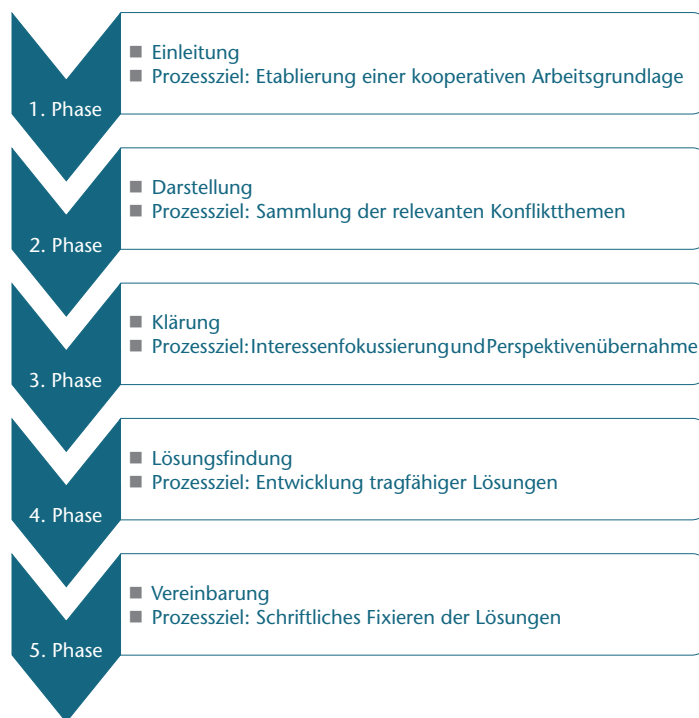 Einleitung
Prozessziel: Etablierung einer kooperativen Arbeitsgrundlage
1. Phase
Darstellung
Prozessziel: Sammlung der relevanten Konfliktthemen
2. Phase
Klärung
Prozessziel:InteressenfokussierungundPerspektivenübernahme
3. Phase
Lösungsfindung
Prozessziel: Entwicklung tragfähiger Lösungen
4. Phase
Vereinbarung
Prozessziel: Schriftliches Fixieren der Lösungen
5. Phase